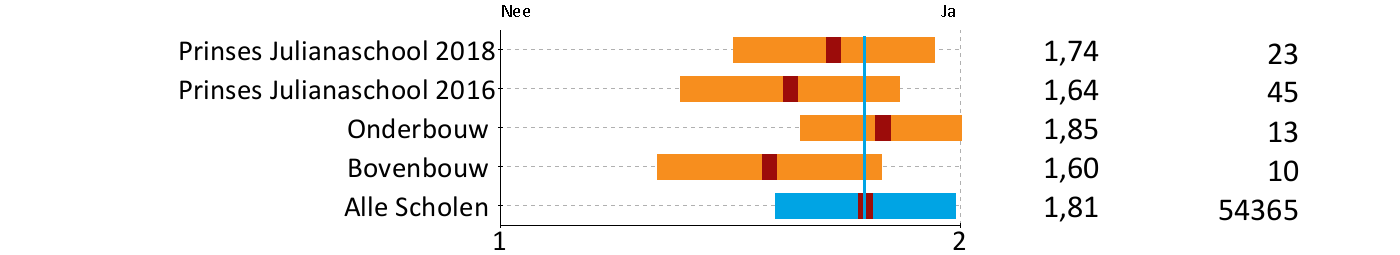 Nee Ja
Prinses Julianaschool 2018 1,74 23
Prinses Julianaschool 2016 1,64 45
Onderbouw 1,85 13
Bovenbouw 1,60 10
Alle Scholen 1,81 54365
1 2